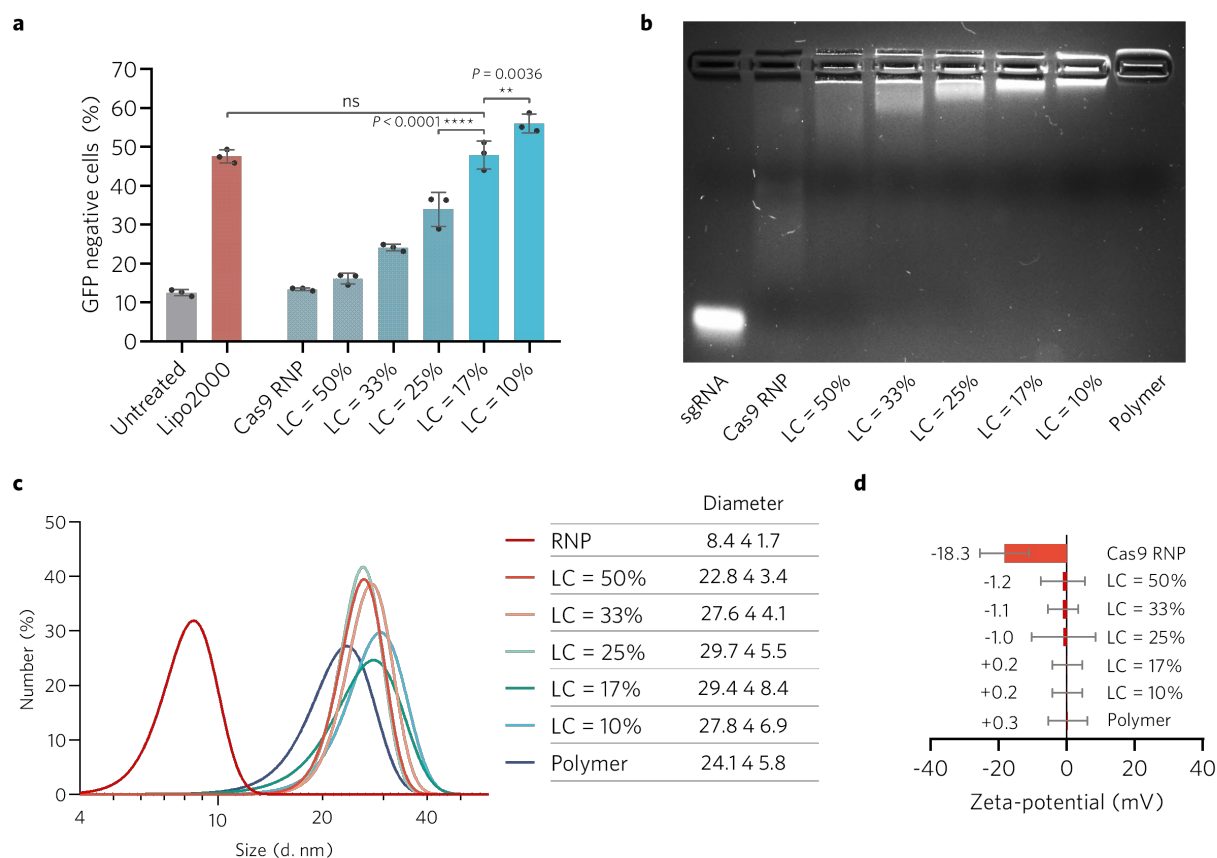 a
GFP negative cells (%)
70
60
50
40
30
20
10
0
ns
P < 0.0001 ****
P = 0.0036
**
Untreated
Lipo2000
Cas9 RNP
LC = 50%
LC = 33%
LC = 25%
LC = 17%
LC = 10%
b
sgRNA
Cas9 RNP
LC = 50%
LC = 33%
LC = 25%
LC = 17%
LC = 10%
Polymer
c
Number (%)
50
40
30
20
10
0
4 10 20 40
Size (d. nm)
Diameter
RNP 8.4 4 1.7
LC = 50% 22.8 4 3.4
LC = 33% 27.6 4 4.1
LC = 25% 29.7 4 5.5
LC = 17% 29.4 4 8.4
LC = 10% 27.8 4 6.9
Polymer 24.1 4 5.8
d
-18.3 Cas9 RNP
-1.2 LC = 50%
-1.1 LC = 33%
-1.0 LC = 25%
+0.2 LC = 17%
+0.2 LC = 10%
+0.3 Polymer
-40 -20 0 20 40
Zeta-potential (mV)